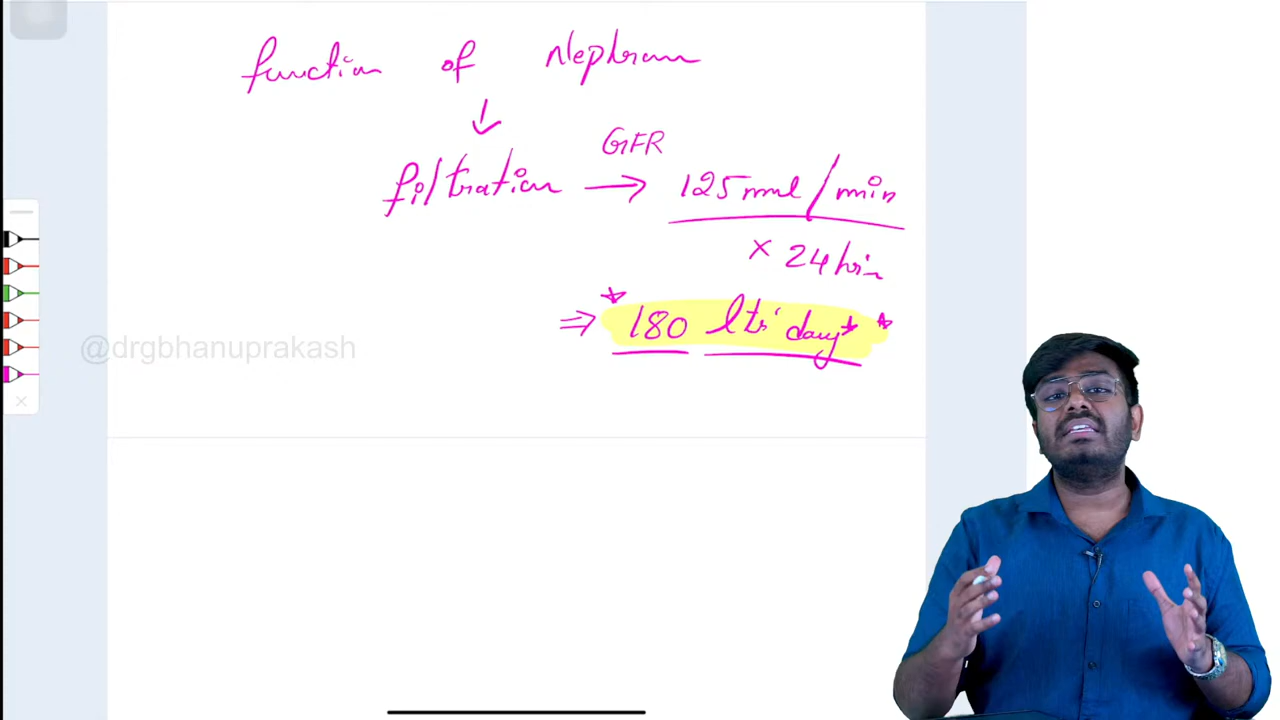 function of Nephron
↓
filtration → GFR 125 ml/min
× 24 hrs
⇒ 180 ltr day
@drgbhanuprakash